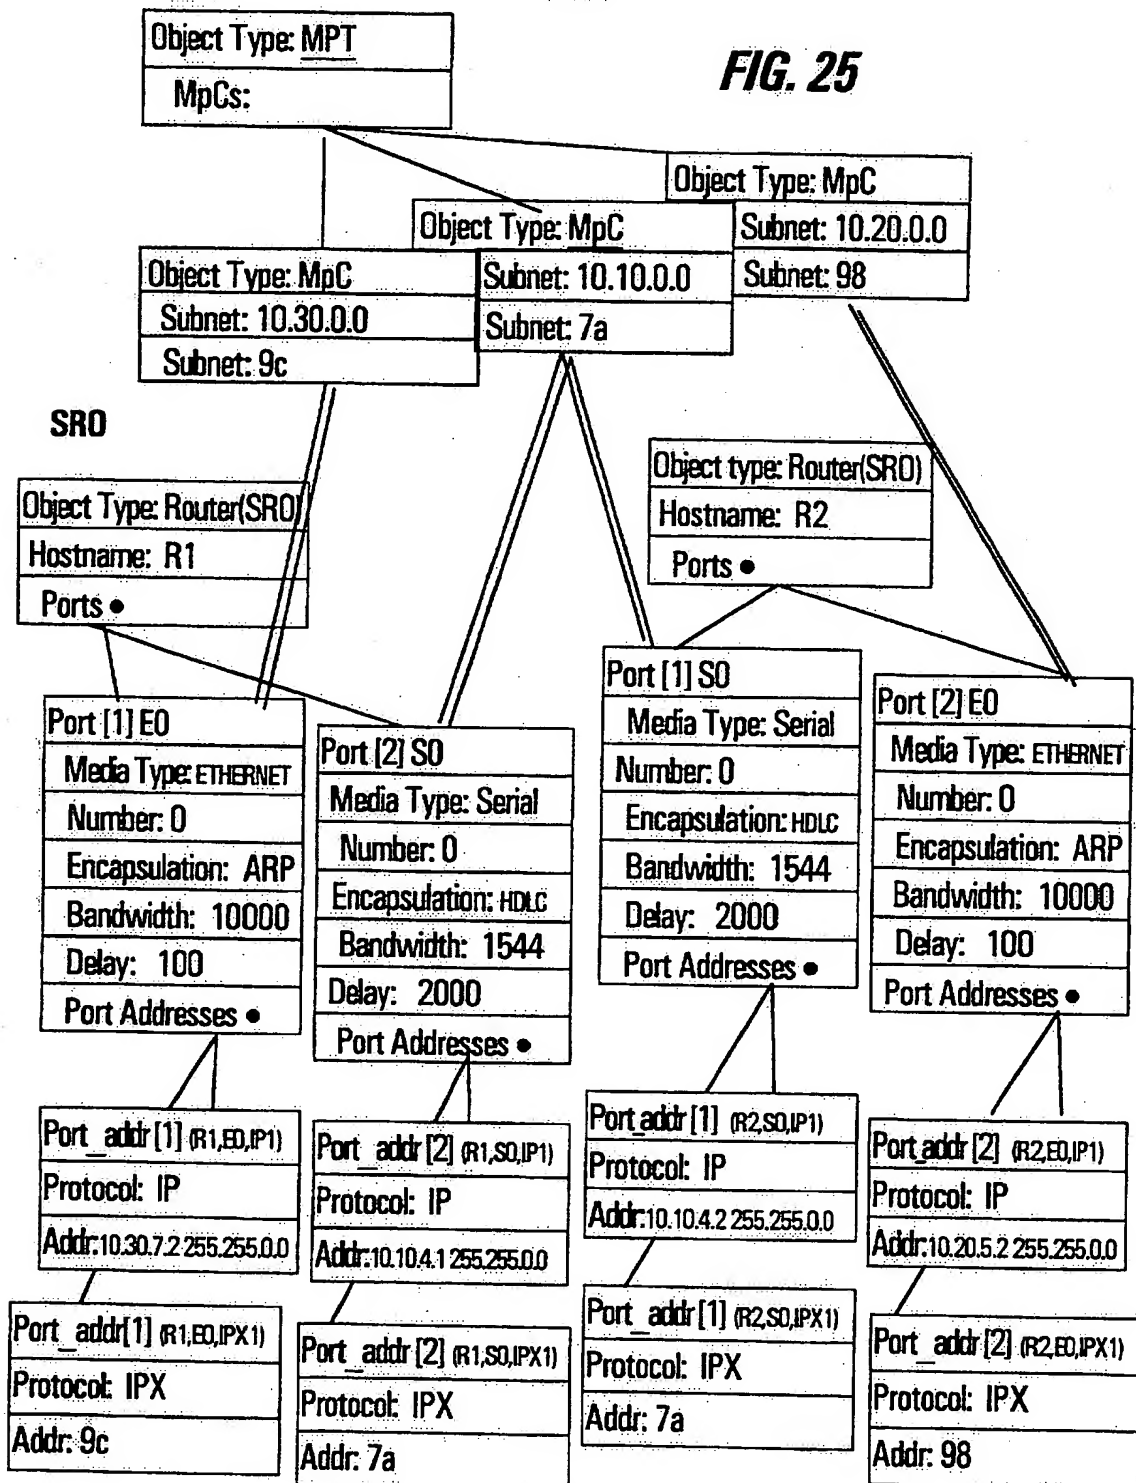 Object Type: MPT
MpCs:
FIG. 25
Object Type: MpC
Subnet: 10.20.0.0
Subnet: 98
Object Type: MpC
Subnet: 10.10.0.0
Subnet: 7a
Object Type: MpC
Subnet: 10.30.0.0
Subnet: 9c
SRO
Object Type: Router(SRO)
Hostname: R1
Ports •
Object type: Router(SRO)
Hostname: R2
Ports •
Port [1] E0
Media Type: ETHERNET
Number: 0
Encapsulation: ARP
Bandwidth: 10000
Delay: 100
Port Addresses •
Port [2] S0
Media Type: Serial
Number: 0
Encapsulation: HDLC
Bandwidth: 1544
Delay: 2000
Port Addresses •
Port [1] S0
Media Type: Serial
Number: 0
Encapsulation: HDLC
Bandwidth: 1544
Delay: 2000
Port Addresses •
Port [2] E0
Media Type: ETHERNET
Number: 0
Encapsulation: ARP
Bandwidth: 10000
Delay: 100
Port Addresses •
Port_addr [1] (R1,E0,IP1)
Protocol: IP
Addr:10.30.7.2 255.255.0.0
Port_addr [2] (R1,S0,IP1)
Protocol: IP
Addr:10.10.4.1 255.255.0.0
Port_addr [1] (R2,S0,IP1)
Protocol: IP
Addr:10.10.4.2 255.255.0.0
Port_addr [2] (R2,E0,IP1)
Protocol: IP
Addr:10.20.5.2 255.255.0.0
Port_addr[1] (R1,E0,IPX1)
Protocol: IPX
Addr: 9c
Port_addr [2] (R1,S0,IPX1)
Protocol: IPX
Addr: 7a
Port_addr [1] (R2,S0,IPX1)
Protocol: IPX
Addr: 7a
Port_addr [2] (R2,E0,IPX1)
Protocol: IPX
Addr: 98